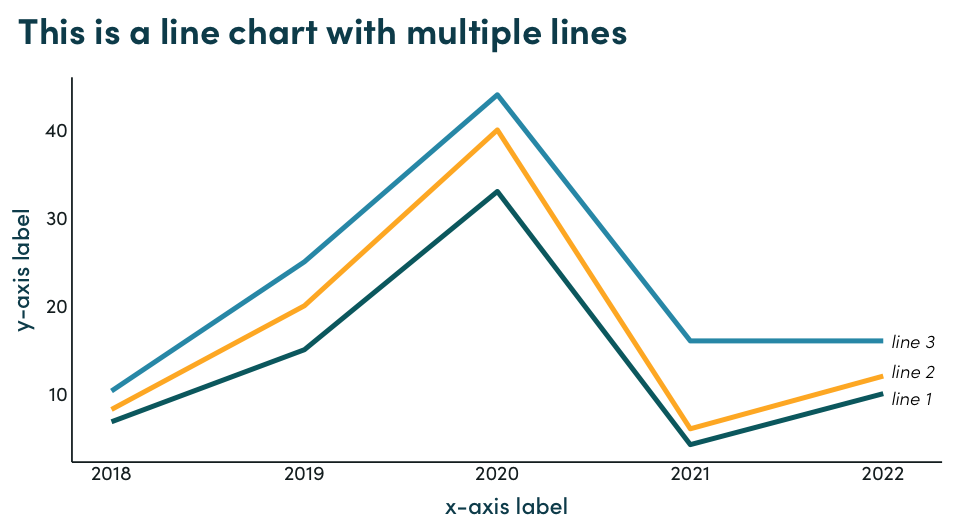 This is a line chart with multiple lines
y-axis label
40
30
20
10
line 3
line 2
line 1
2018 2019 2020 2021 2022
x-axis label